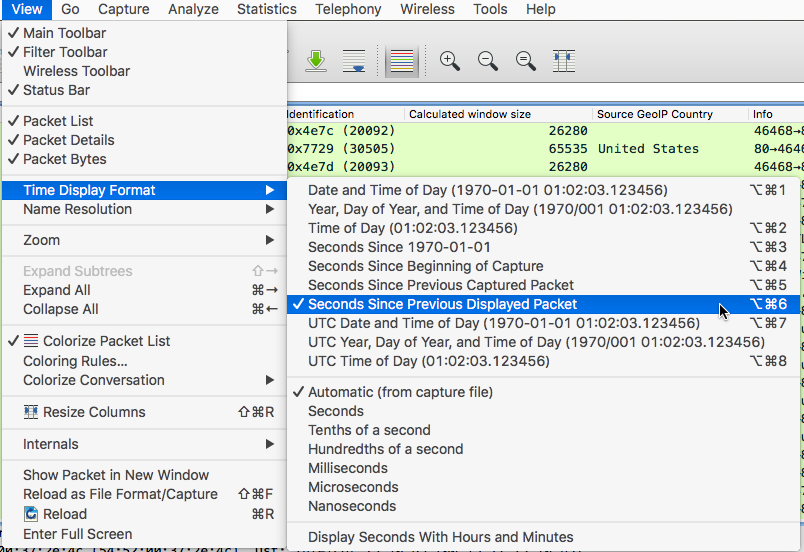 View Go Capture Analyze Statistics Telephony Wireless Tools Help
Main Toolbar
Filter Toolbar
Wireless Toolbar
Status Bar
Packet List
Packet Details
Packet Bytes
Time Display Format
Name Resolution
Zoom
Expand Subtrees ⇧→
Expand All ⌘→
Collapse All ⌘←
Colorize Packet List
Coloring Rules...
Colorize Conversation
Resize Columns ⇧⌘R
Internals
Show Packet in New Window
Reload as File Format/Capture ⇧⌘F
Reload ⌘R
Enter Full Screen
Identification Calculated window size Source GeoIP Country Info
0x4e7c (20092) 26280 46468→
0x7729 (30505) 65535 United States 80→4646
0x4e7d (20093) 26280 46468→
Date and Time of Day (1970-01-01 01:02:03.123456) ⌥⌘1
Year, Day of Year, and Time of Day (1970/001 01:02:03.123456)
Time of Day (01:02:03.123456) ⌥⌘2
Seconds Since 1970-01-01 ⌥⌘3
Seconds Since Beginning of Capture ⌥⌘4
Seconds Since Previous Captured Packet ⌥⌘5
Seconds Since Previous Displayed Packet ⌥⌘6
UTC Date and Time of Day (1970-01-01 01:02:03.123456) ⌥⌘7
UTC Year, Day of Year, and Time of Day (1970/001 01:02:03.123456)
UTC Time of Day (01:02:03.123456) ⌥⌘8
Automatic (from capture file)
Seconds
Tenths of a second
Hundredths of a second
Milliseconds
Microseconds
Nanoseconds
Display Seconds With Hours and Minutes